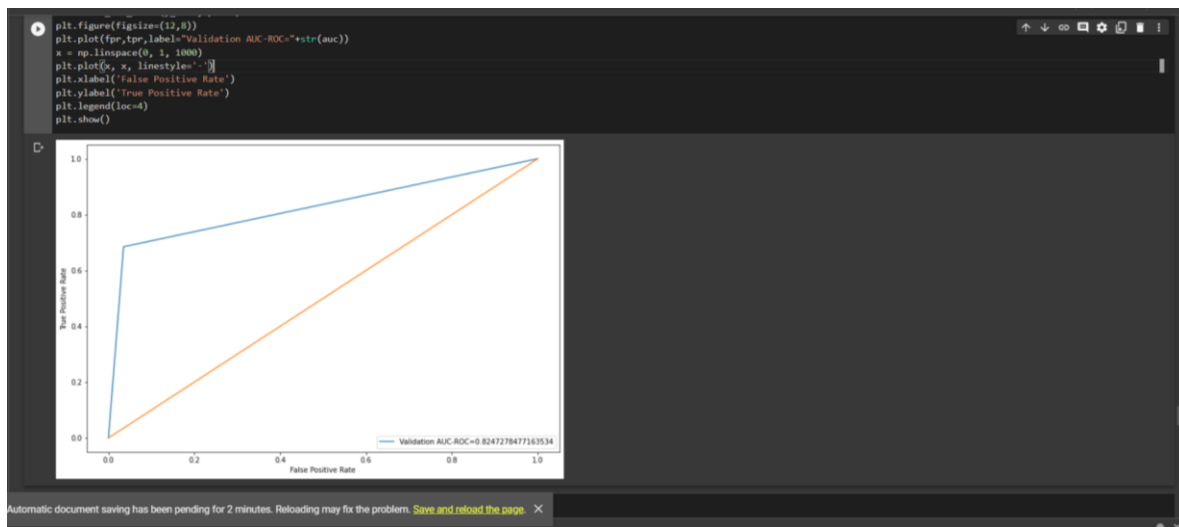 plt.figure(figsize=(12,8))
plt.plot(fpr,tpr,label="Validation AUC-ROC="+str(auc))
x = np.linspace(0, 1, 1000)
plt.plot(x, x, linestyle='-')
plt.xlabel('False Positive Rate')
plt.ylabel('True Positive Rate')
plt.legend(loc=4)
plt.show()
1.0
0.8
0.6
0.4
0.2
0.0
True Positive Rate
Validation AUC-ROC=0.8247278477163534
0.0 0.2 0.4 0.6 0.8 1.0
False Positive Rate
Automatic document saving has been pending for 2 minutes. Reloading may fix the problem. Save and reload the page. ✕